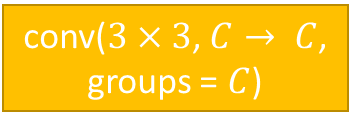 conv(3 × 3, C → C,
groups = C)